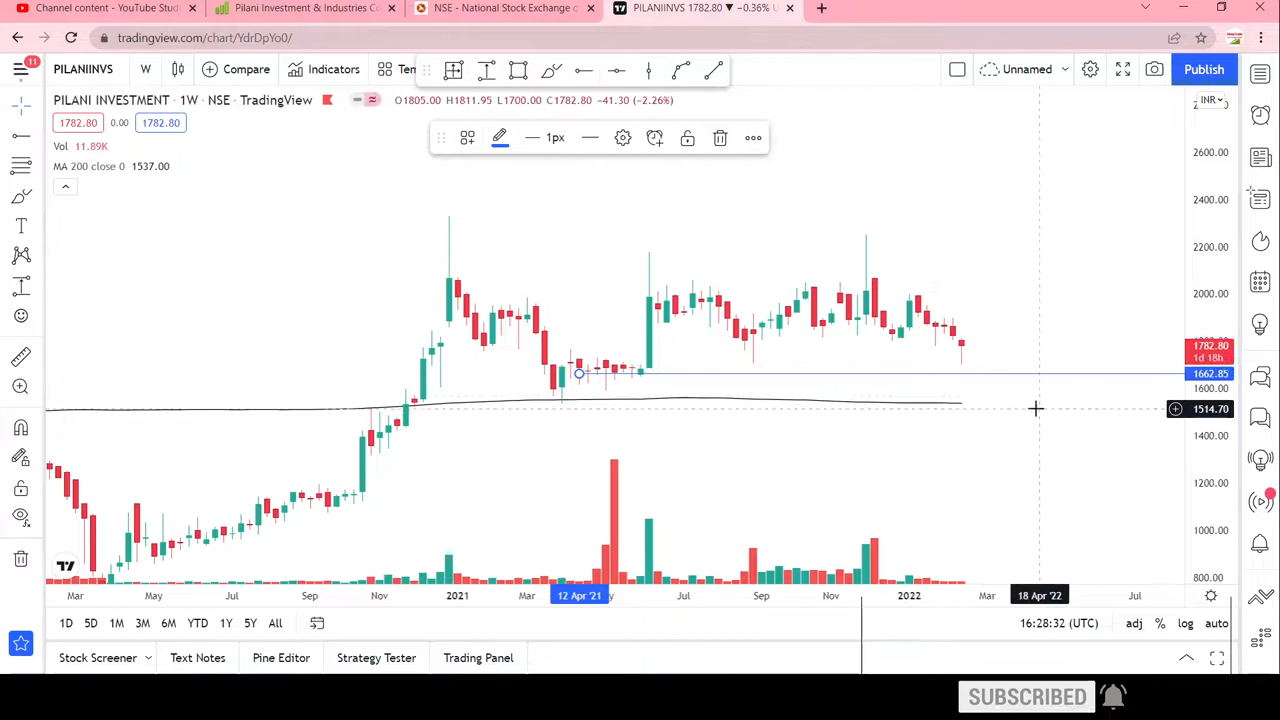 Channel content - YouTube Stud
Pilani Investment & Industries C
NSE - National Stock Exchange o
PILANIINVS 1782.80 ▼ −0.36% U
tradingview.com/chart/YdrDpYo0/
11
PILANIINVS
W
Compare
Indicators
Tem
Unnamed
Publish
PILANI INVESTMENT · 1W · NSE · TradingView
O1805.00 H1811.95 L1700.00 C1782.80 −41.30 (−2.26%)
INR
1782.80
0.00
1782.80
1px
Vol 11.89K
MA 200 close 0 1537.00
2600.00
2400.00
2200.00
2000.00
1782.80
1d 18h
1662.85
1600.00
1514.70
1400.00
1200.00
1000.00
800.00
Mar
May
Jul
Sep
Nov
2021
Mar
12 Apr '21
Jul
Sep
Nov
2022
Mar
18 Apr '22
Jul
1D
5D
1M
3M
6M
YTD
1Y
5Y
All
16:28:32 (UTC)
adj
%
log
auto
Stock Screener
Text Notes
Pine Editor
Strategy Tester
Trading Panel
SUBSCRIBED